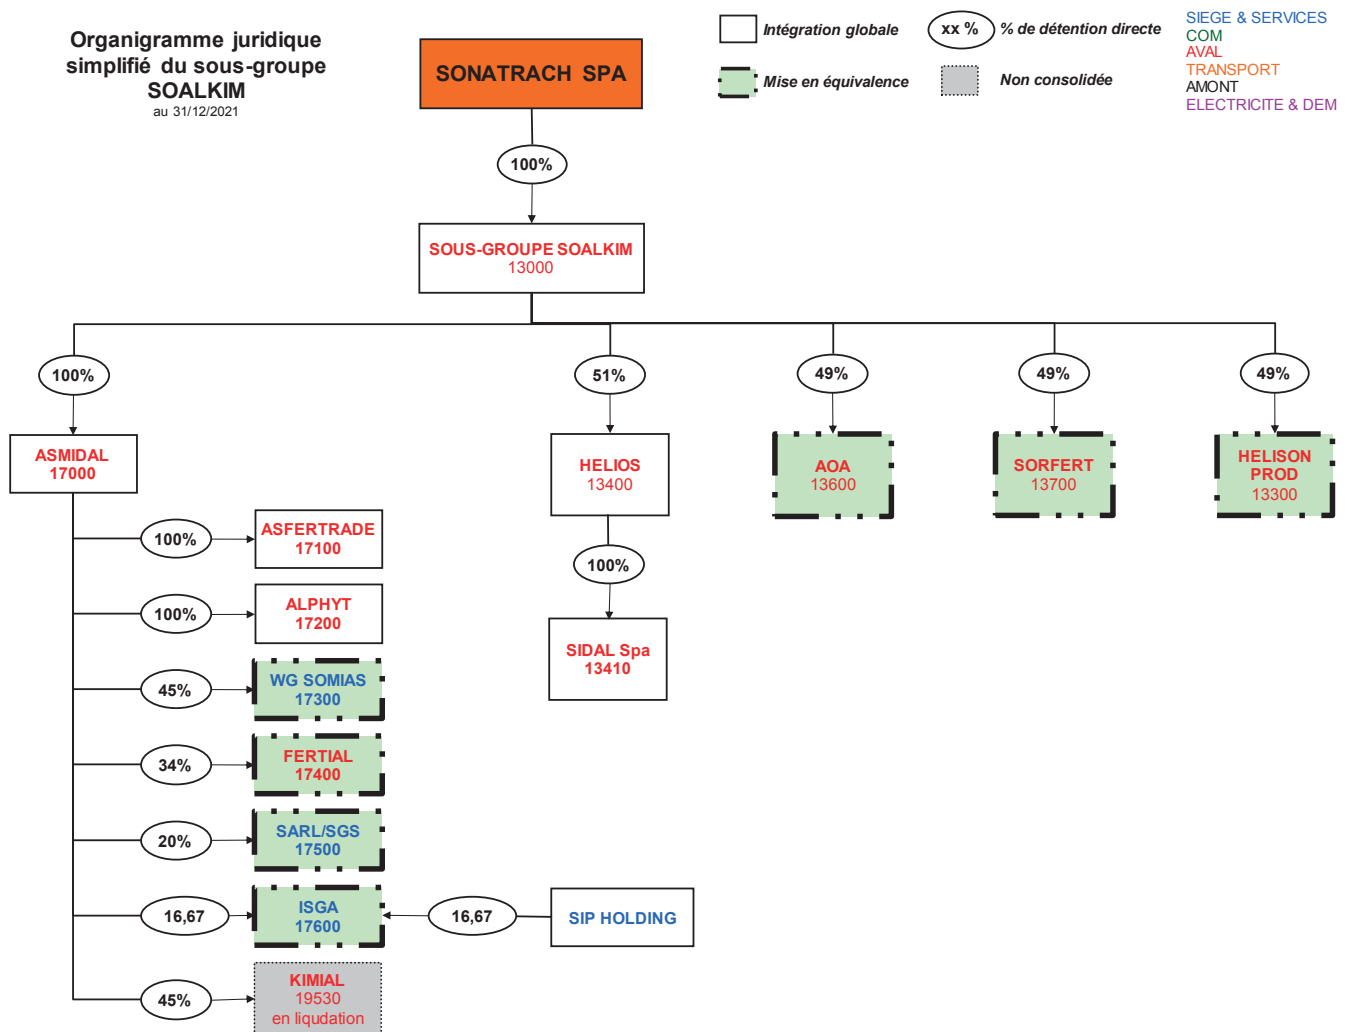 Organigramme juridique
simplifié du sous-groupe
SOALKIM
au 31/12/2021
SONATRACH SPA
Intégration globale
xx %
% de détention directe
Mise en équivalence
Non consolidée
SIEGE & SERVICES
COM
AVAL
TRANSPORT
AMONT
ELECTRICITE & DEM
100%
SOUS-GROUPE SOALKIM
13000
100%
51%
49%
49%
49%
ASMIDAL
17000
HELIOS
13400
AOA
13600
SORFERT
13700
HELISON
PROD
13300
100%
ASFERTRADE
17100
100%
100%
ALPHYT
17200
SIDAL Spa
13410
45%
WG SOMIAS
17300
34%
FERTIAL
17400
20%
SARL/SGS
17500
16,67
ISGA
17600
16,67
SIP HOLDING
45%
KIMIAL
19530
en liqudation